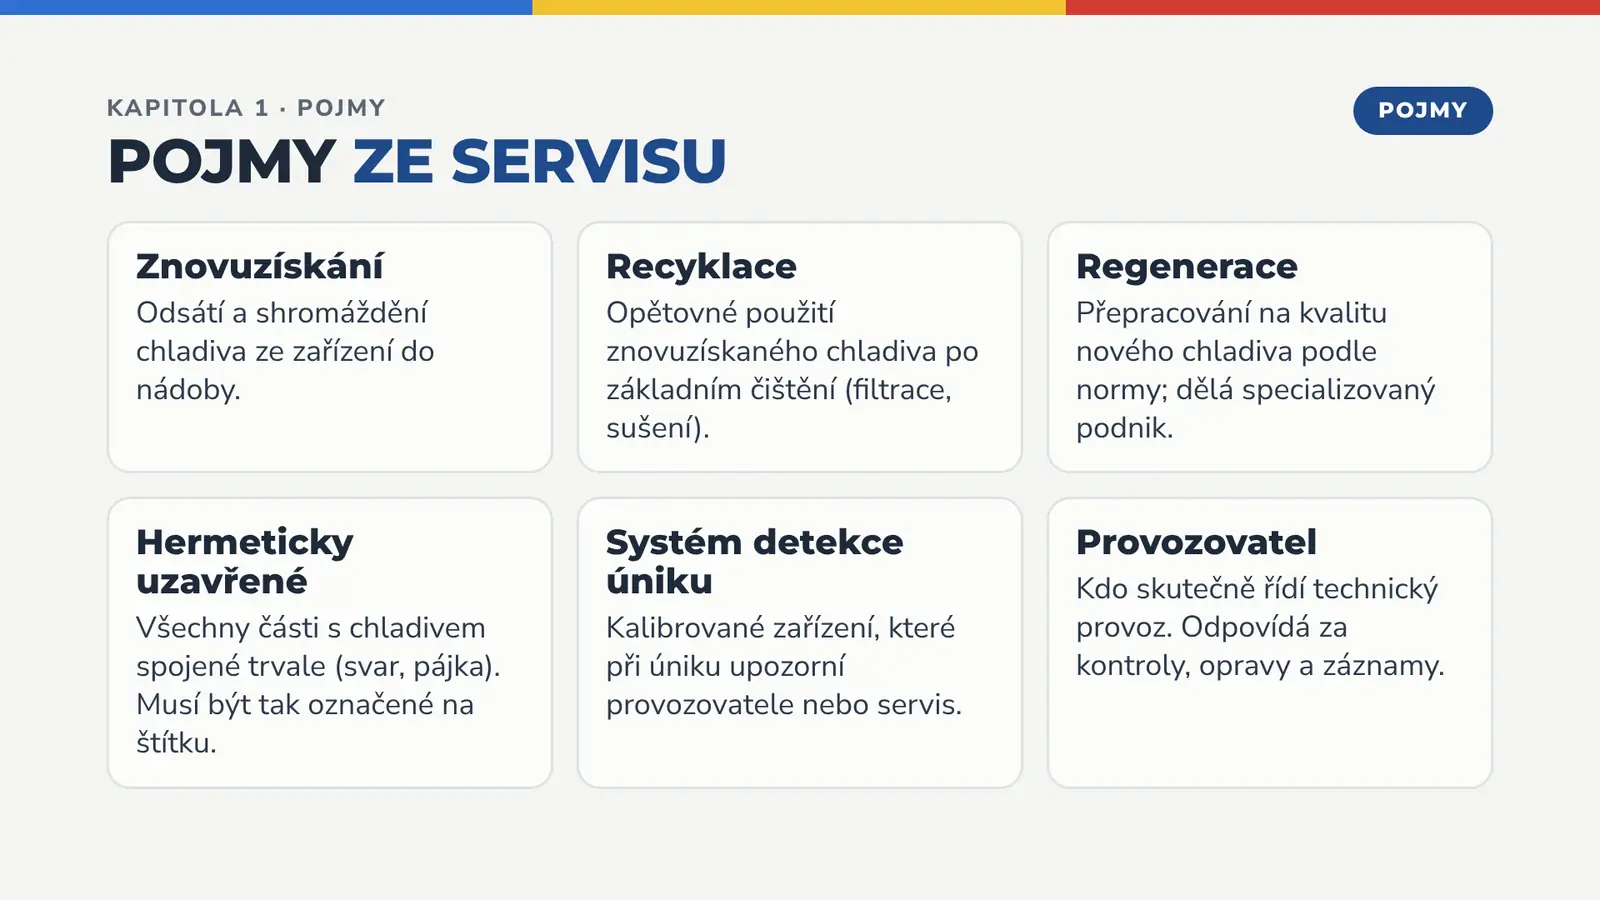 KAPITOLA 1 · POJMY
POJMY
POJMY ZE SERVISU
Znovuzískání
Odsátí a shromáždění
chladiva ze zařízení do
nádoby.
Recyklace
Opětovné použití
znovuzískaného chladiva po
základním čištění (filtrace,
sušení).
Regenerace
Přepracování na kvalitu
nového chladiva podle
normy; dělá specializovaný
podnik.
Hermeticky
uzavřené
Všechny části s chladivem
spojené trvale (svar, pájka).
Musí být tak označené na
štítku.
Systém detekce
úniku
Kalibrované zařízení, které
při úniku upozorní
provozovatele nebo servis.
Provozovatel
Kdo skutečně řídí technický
provoz. Odpovídá za
kontroly, opravy a záznamy.